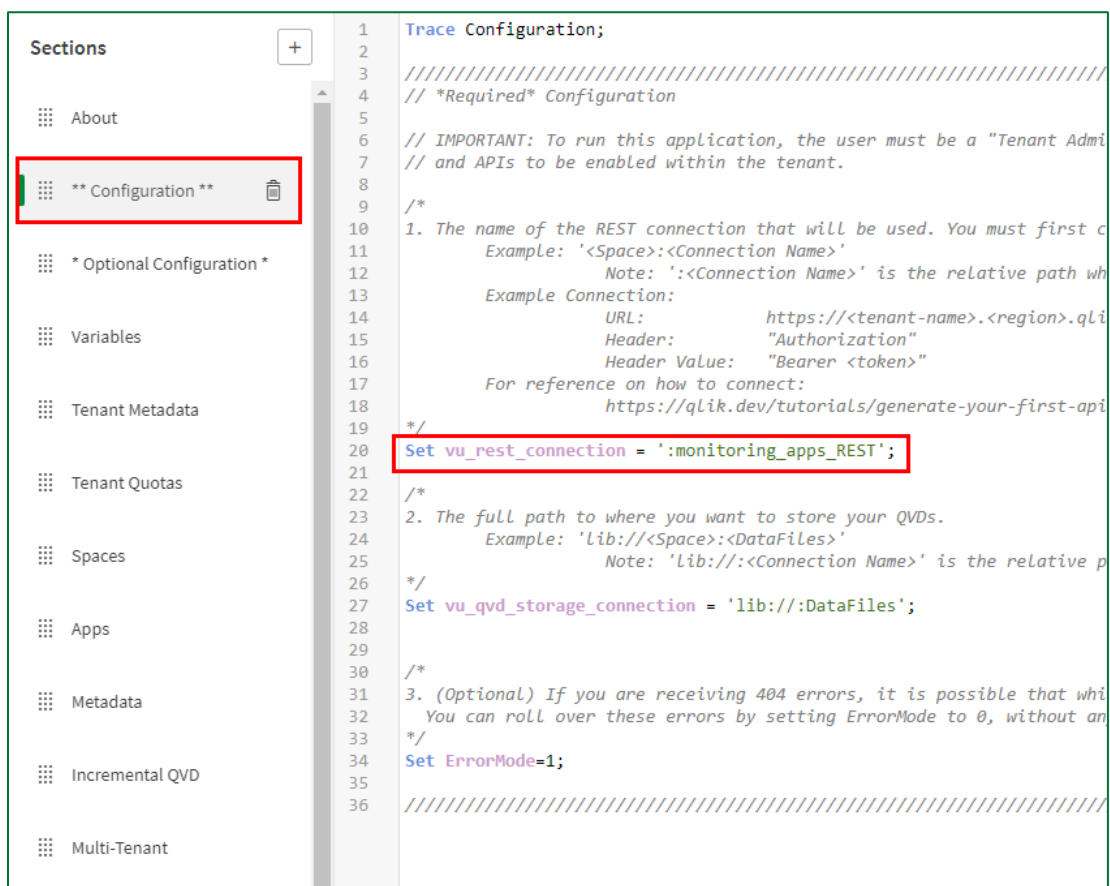 Sections
+
About
** Configuration **
* Optional Configuration *
Variables
Tenant Metadata
Tenant Quotas
Spaces
Apps
Metadata
Incremental QVD
Multi-Tenant
1 Trace Configuration;
2
3 //////////////////////////////////////////////////////////////////////
4 // *Required* Configuration
5
6 // IMPORTANT: To run this application, the user must be a "Tenant Admi
7 // and APIs to be enabled within the tenant.
8
9 /*
10 1. The name of the REST connection that will be used. You must first c
11 Example: '<Space>:<Connection Name>'
12 Note: ':<Connection Name>' is the relative path wh
13 Example Connection:
14 URL: https://<tenant-name>.<region>.qli
15 Header: "Authorization"
16 Header Value: "Bearer <token>"
17 For reference on how to connect:
18 https://qlik.dev/tutorials/generate-your-first-api
19 */
20 Set vu_rest_connection = ':monitoring_apps_REST';
21
22 /*
23 2. The full path to where you want to store your QVDs.
24 Example: 'lib://<Space>:<DataFiles>'
25 Note: 'lib://:<Connection Name>' is the relative p
26 */
27 Set vu_qvd_storage_connection = 'lib://:DataFiles';
28
29
30 /*
31 3. (Optional) If you are receiving 404 errors, it is possible that whi
32 You can roll over these errors by setting ErrorMode to 0, without an
33 */
34 Set ErrorMode=1;
35
36 //////////////////////////////////////////////////////////////////////